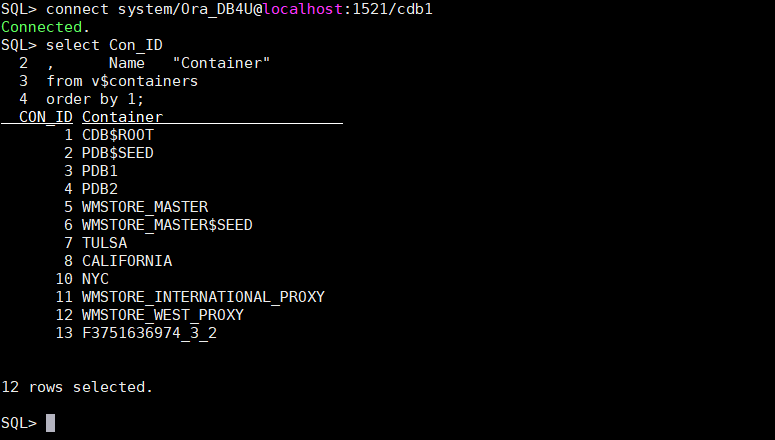 SQL> connect system/Ora_DB4U@localhost:1521/cdb1
Connected.
SQL> select Con_ID
  2  ,      Name   "Container"
  3  from v$containers
  4  order by 1;
  CON_ID Container
       1 CDB$ROOT
       2 PDB$SEED
       3 PDB1
       4 PDB2
       5 WMSTORE_MASTER
       6 WMSTORE_MASTER$SEED
       7 TULSA
       8 CALIFORNIA
      10 NYC
      11 WMSTORE_INTERNATIONAL_PROXY
      12 WMSTORE_WEST_PROXY
      13 F3751636974_3_2
12 rows selected.
SQL>